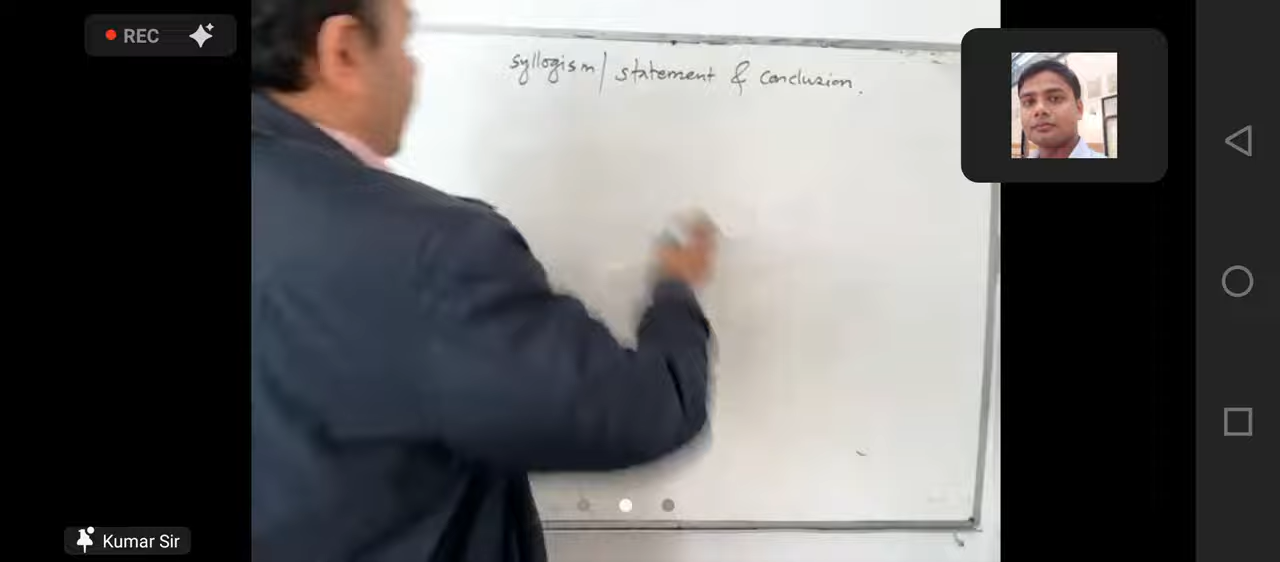 REC
syllogism / statement & conclusion.
Kumar Sir